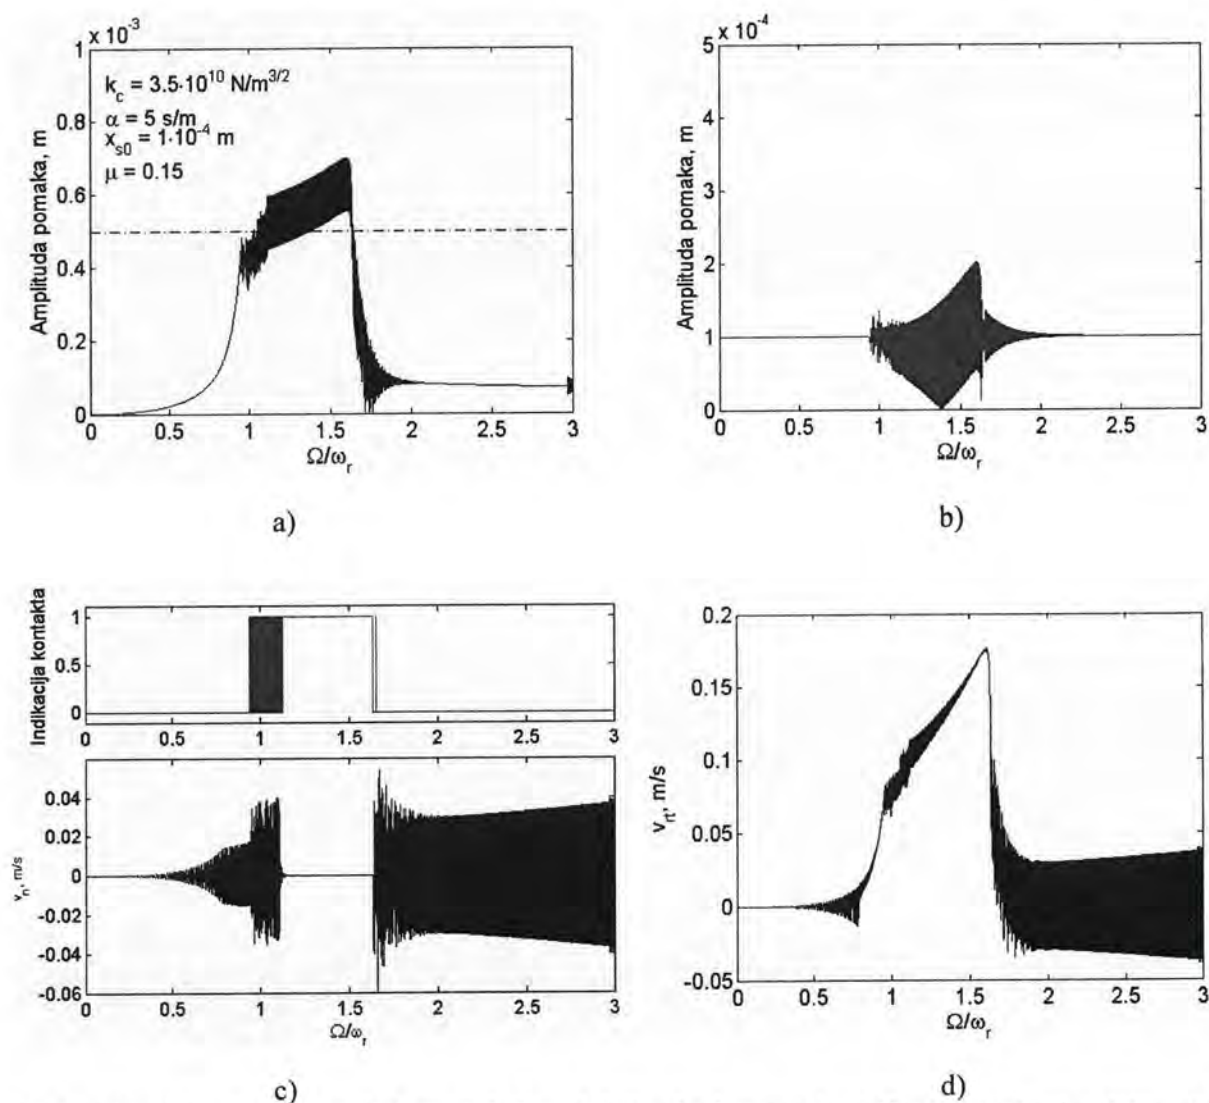 x 10⁻³
1
0.8
0.6
0.4
0.2
0
Amplituda pomaka, m
k_c = 3.5·10¹⁰ N/m^3/2
α = 5 s/m
x_s0 = 1·10⁻⁴ m
μ = 0.15
0 0.5 1 1.5 2 2.5 3
Ω/ω_r
a)
5 x 10⁻⁴
4
3
2
1
0
Amplituda pomaka, m
0 0.5 1 1.5 2 2.5 3
Ω/ω_r
b)
Indikacija kontakta
1
0.5
0
0 0.5 1 1.5 2 2.5 3
v_n, m/s
0.04
0.02
0
-0.02
-0.04
-0.06
0 0.5 1 1.5 2 2.5 3
Ω/ω_r
c)
0.2
0.15
0.1
0.05
0
-0.05
v_rt, m/s
0 0.5 1 1.5 2 2.5 3
Ω/ω_r
d)